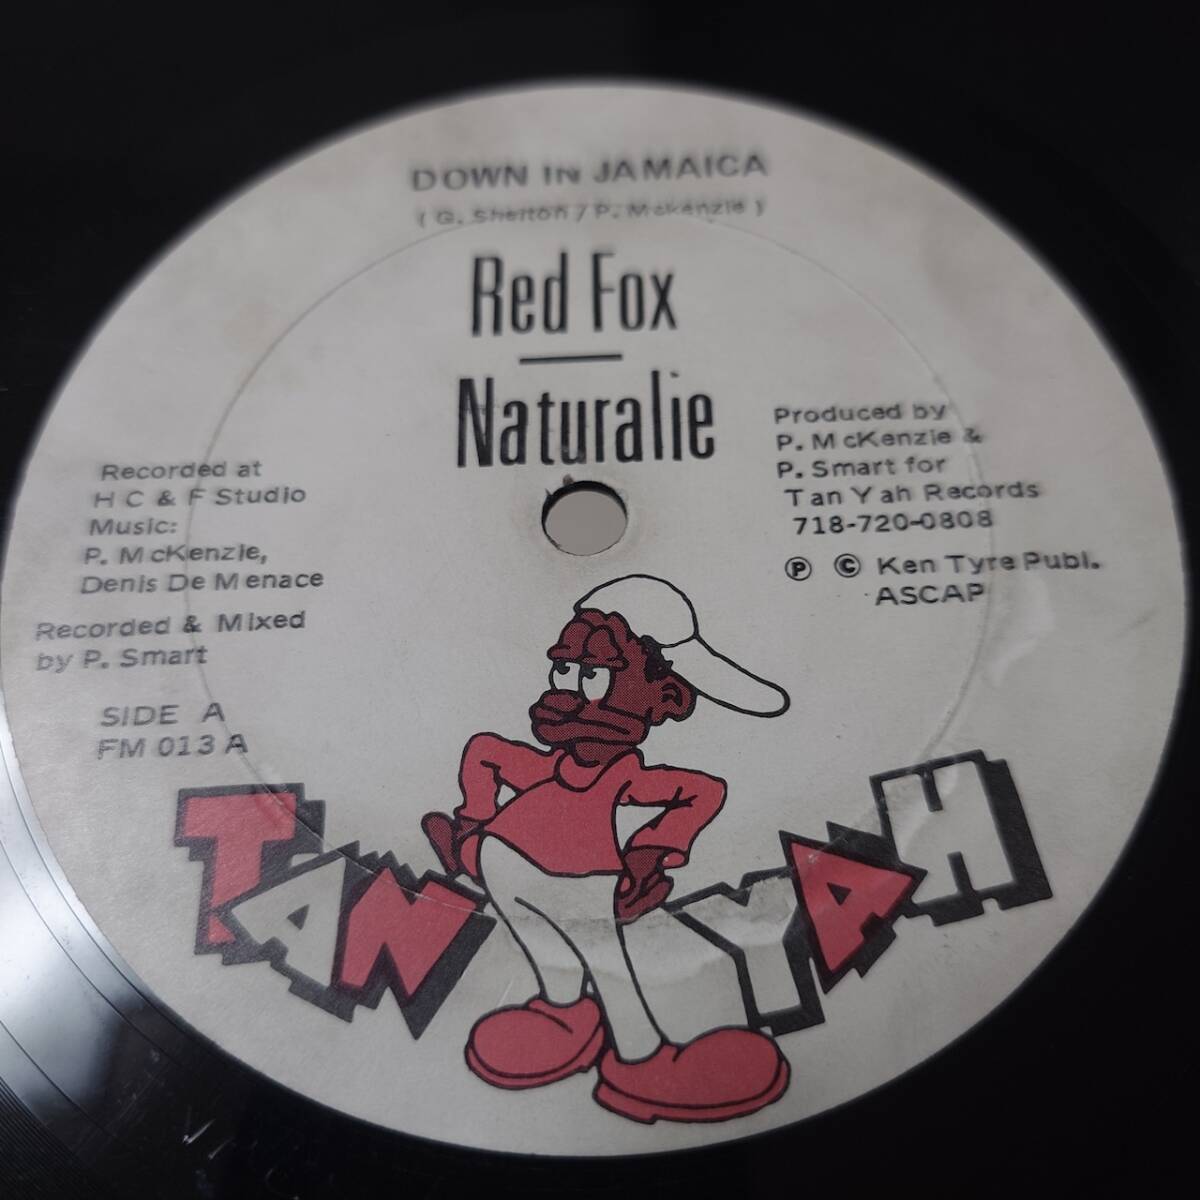 DOWN IN JAMAICA
( G. Shelton / P. Mckenzie )
Red Fox
Naturalie
Recorded at
H C & F Studio
Music:
P. McKenzie,
Denis De Menace
Recorded & Mixed
by P. Smart
SIDE A
FM 013 A
Produced by
P. McKenzie &
P. Smart for
Tan Yah Records
718-720-0808
Ⓟ © Ken Tyre Publ.
ASCAP
TAN YAH